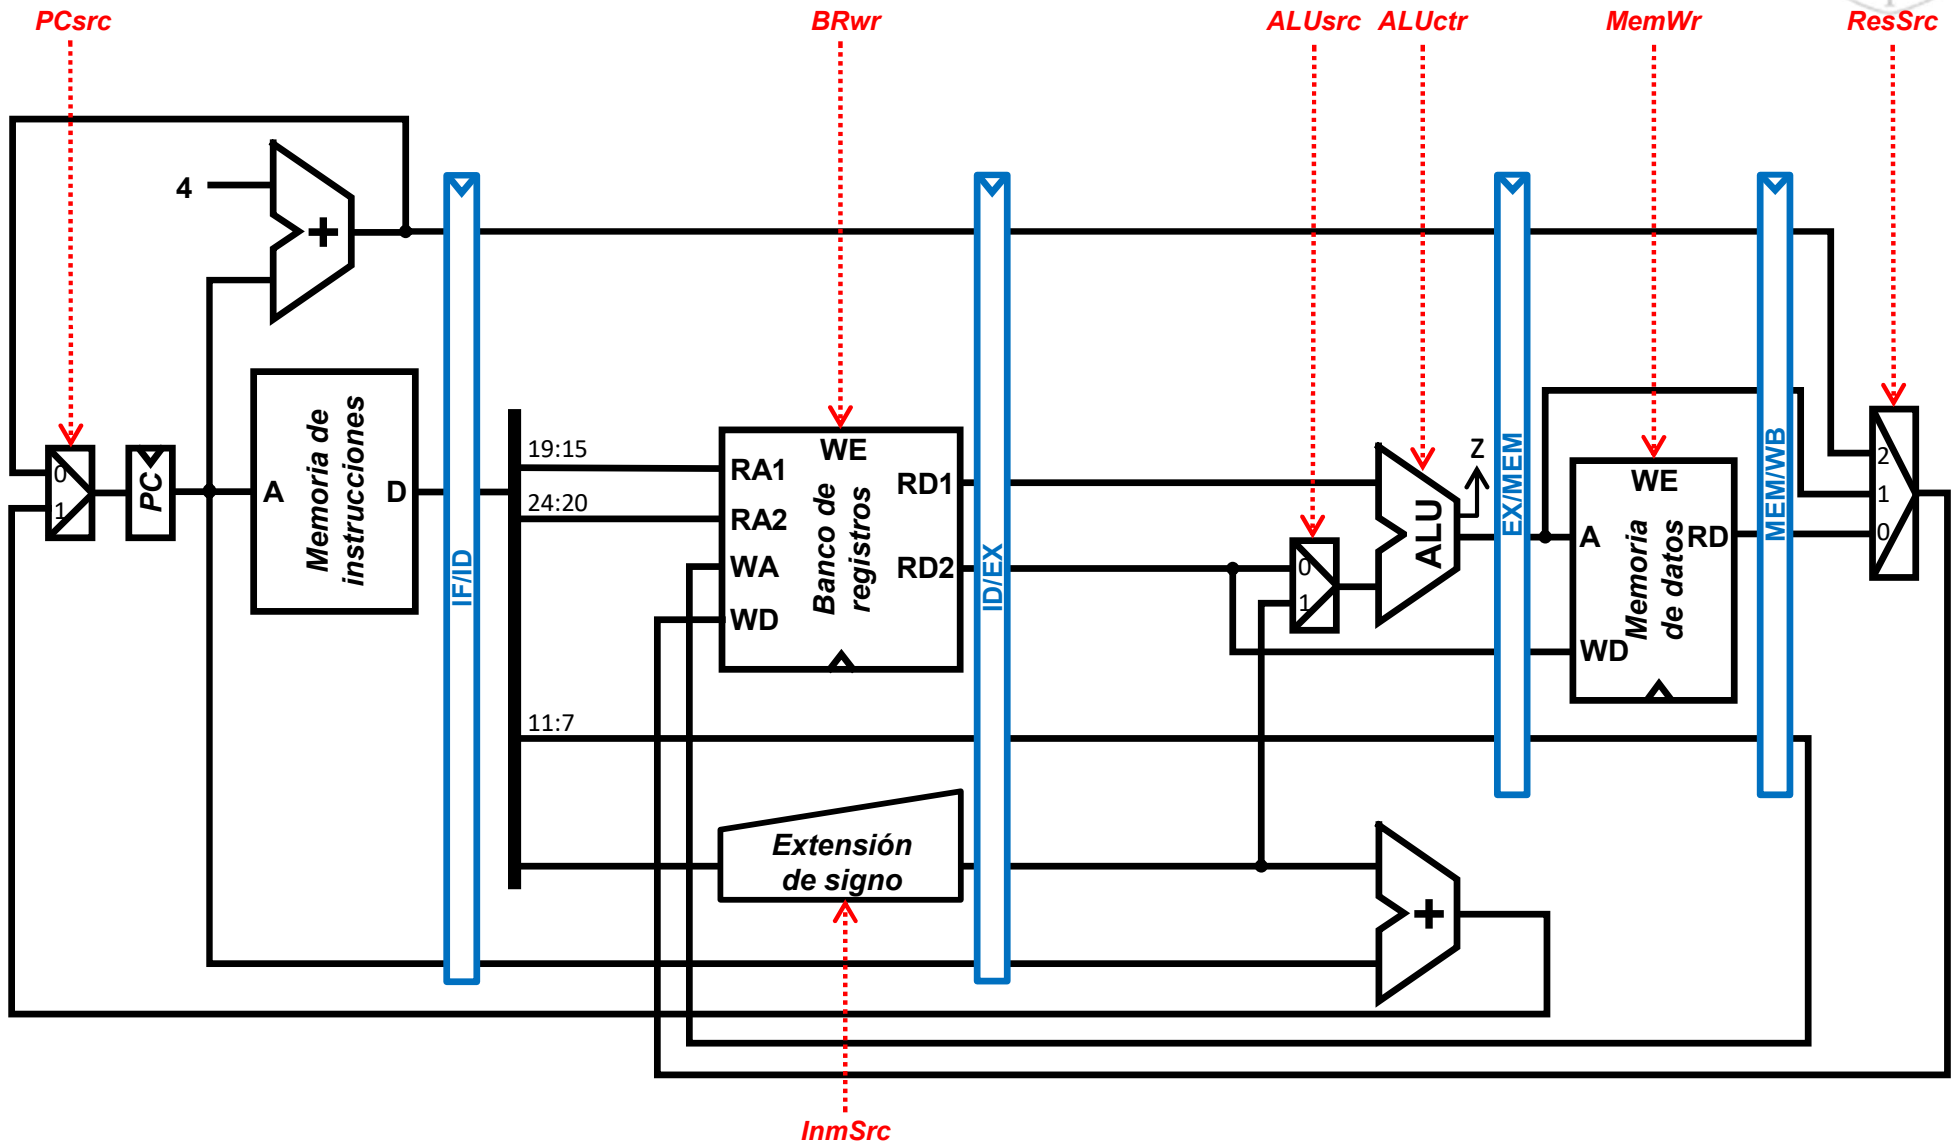 PCsrc
BRwr
ALUsrc
ALUctr
MemWr
ResSrc
4
+
Memoria de
instrucciones
A
D
PC
0
1
IF/ID
19:15
24:20
11:7
WE
RA1
RA2
WA
WD
RD1
RD2
Banco de
registros
ID/EX
0
1
ALU
Z
EX/MEM
WE
A
RD
WD
Memoria
de datos
MEM/WB
2
1
0
Extensión
de signo
+
InmSrc